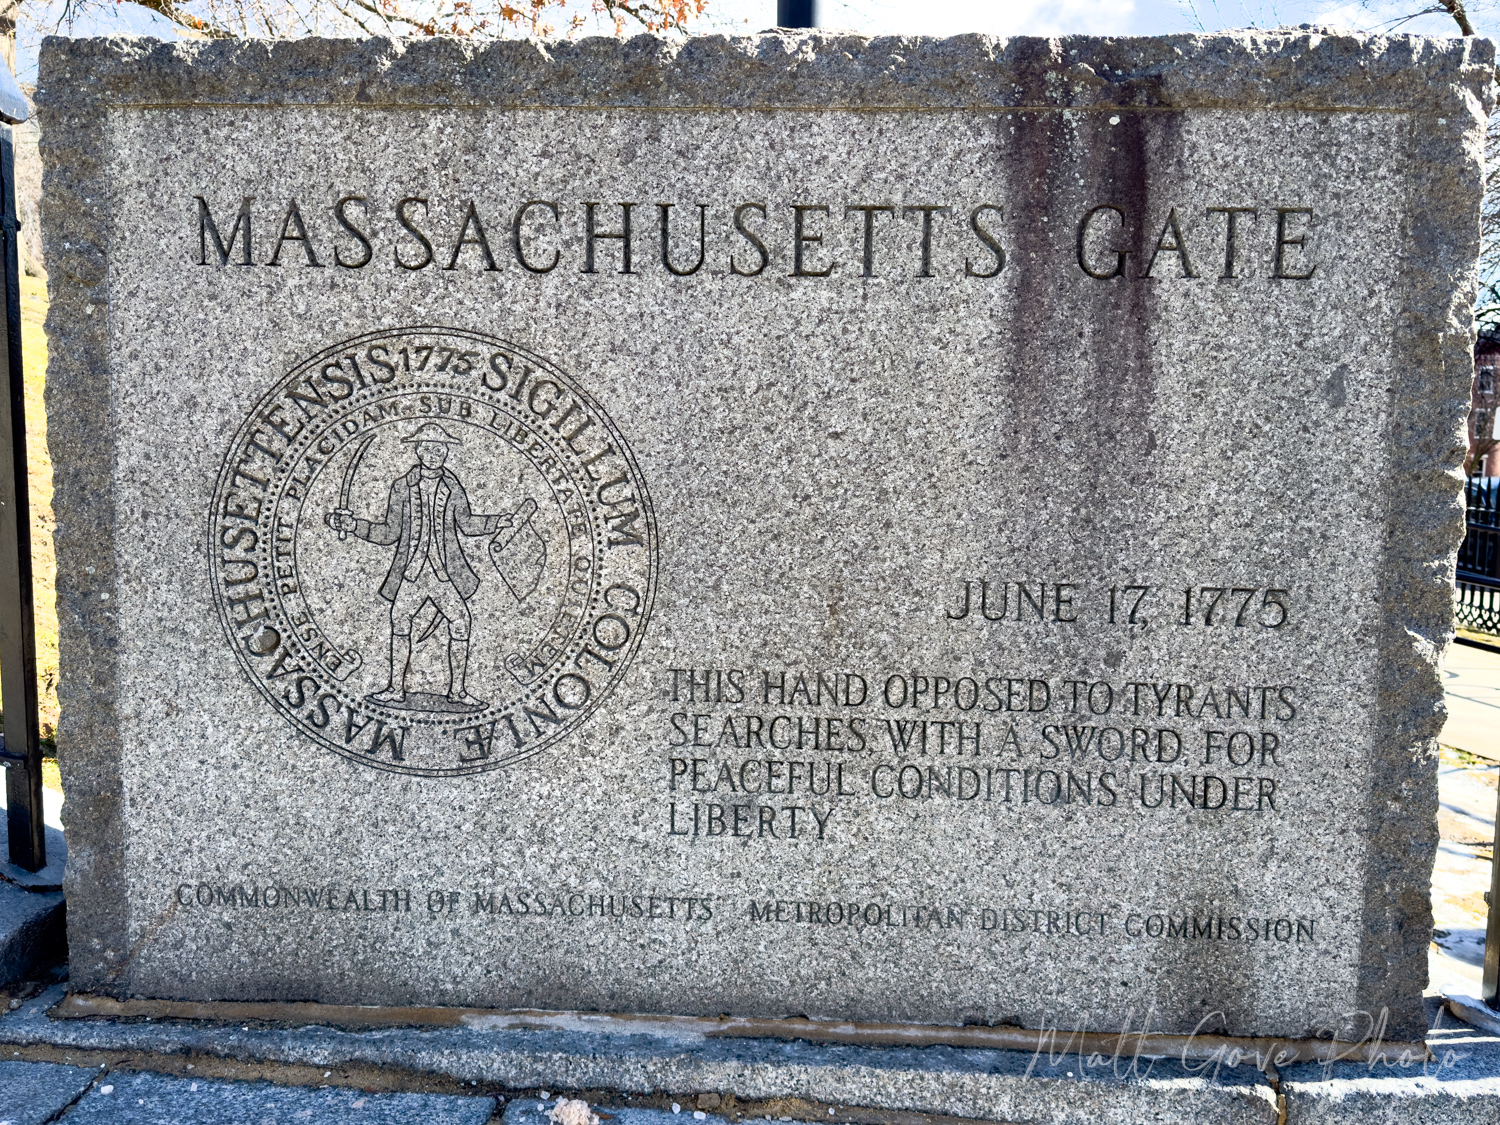 MASSACHUSETTS GATE
MASSACHUSETTENSIS 1775 SIGILLUM COLONIÆ.
ENSE PETIT PLACIDAM SUB LIBERTATE QUIETEM
JUNE 17, 1775
THIS HAND OPPOSED TO TYRANTS
SEARCHES, WITH A SWORD, FOR
PEACEFUL CONDITIONS UNDER
LIBERTY
COMMONWEALTH OF MASSACHUSETTS METROPOLITAN DISTRICT COMMISSION
Matt Gove Photo